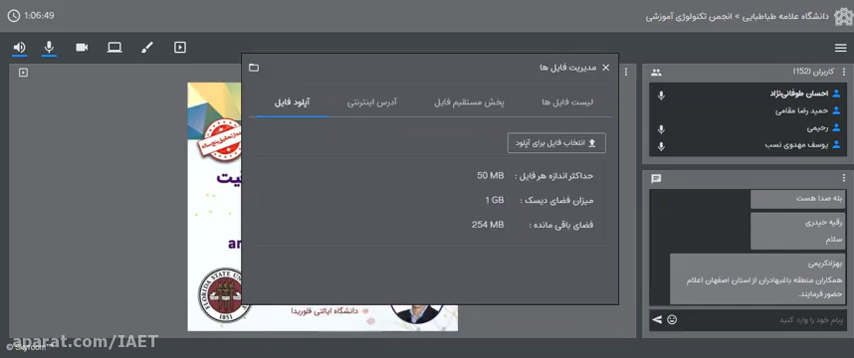 1:06:49
دانشگاه علامه طباطبایی » انجمن تکنولوژی آموزشی
مدیریت فایل ها
لیست فایل ها
پخش مستقیم فایل
آدرس اینترنتی
آپلود فایل
انتخاب فایل برای آپلود
حداکثر اندازه هر فایل : 50 MB
میزان فضای دیسک : 1 GB
فضای باقی مانده : 254 MB
کاربران (152)
احسان طوفانی‌نژاد
حمید رضا مقامی
رحیمی
یوسف مهدوی نسب
بله صدا هست
رقیه حیدری
سلام
بهزادکریمی
همکاران منطقه باغبهادران از استان اصفهان اعلام
حضور فرمایند.
پیام خود را وارد کنید
an
FLORIDA STATE
1851
دانشگاه ایالتی فلوریدا
aparat.com/IAET
© Skyroom